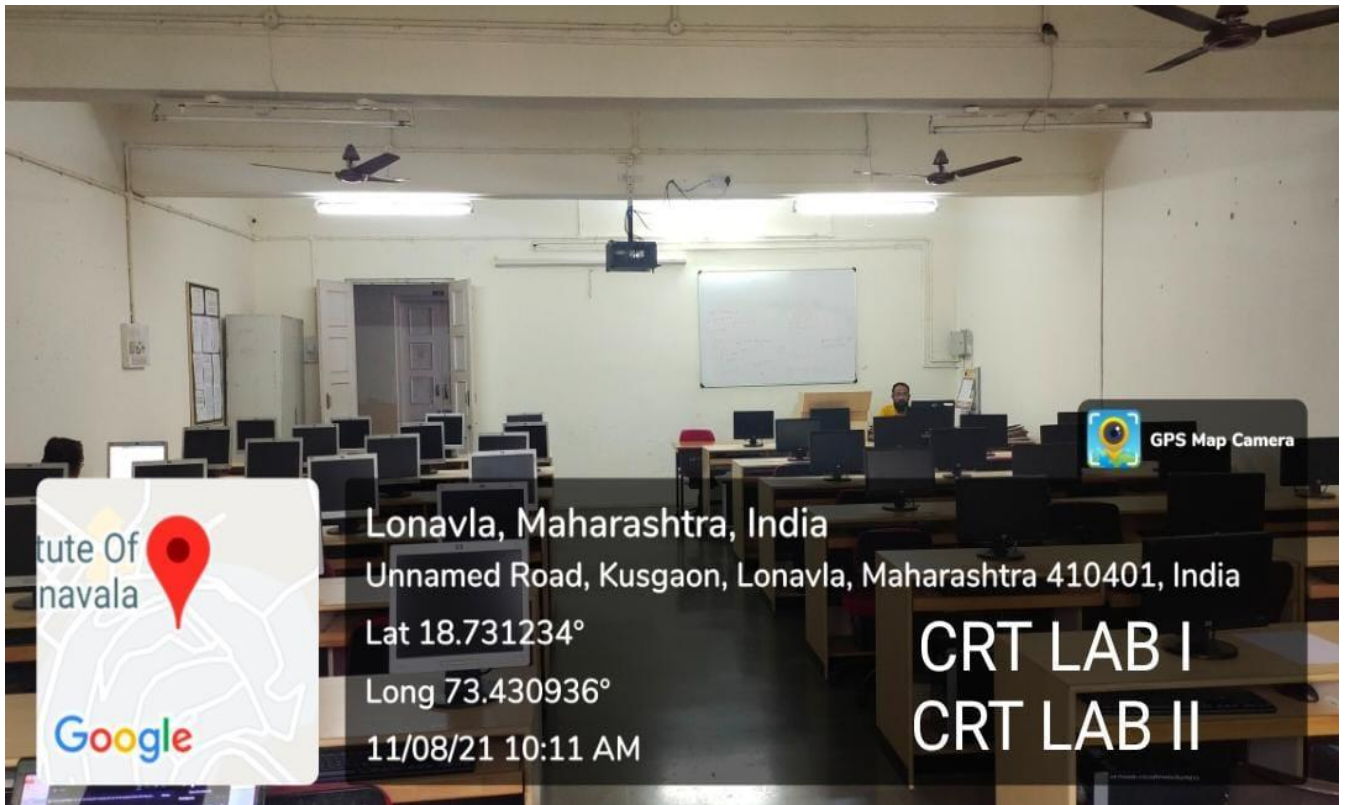 GPS Map Camera
tute Of
navala
Google
Lonavla, Maharashtra, India
Unnamed Road, Kusgaon, Lonavla, Maharashtra 410401, India
Lat 18.731234°
Long 73.430936°
11/08/21 10:11 AM
CRT LAB I
CRT LAB II